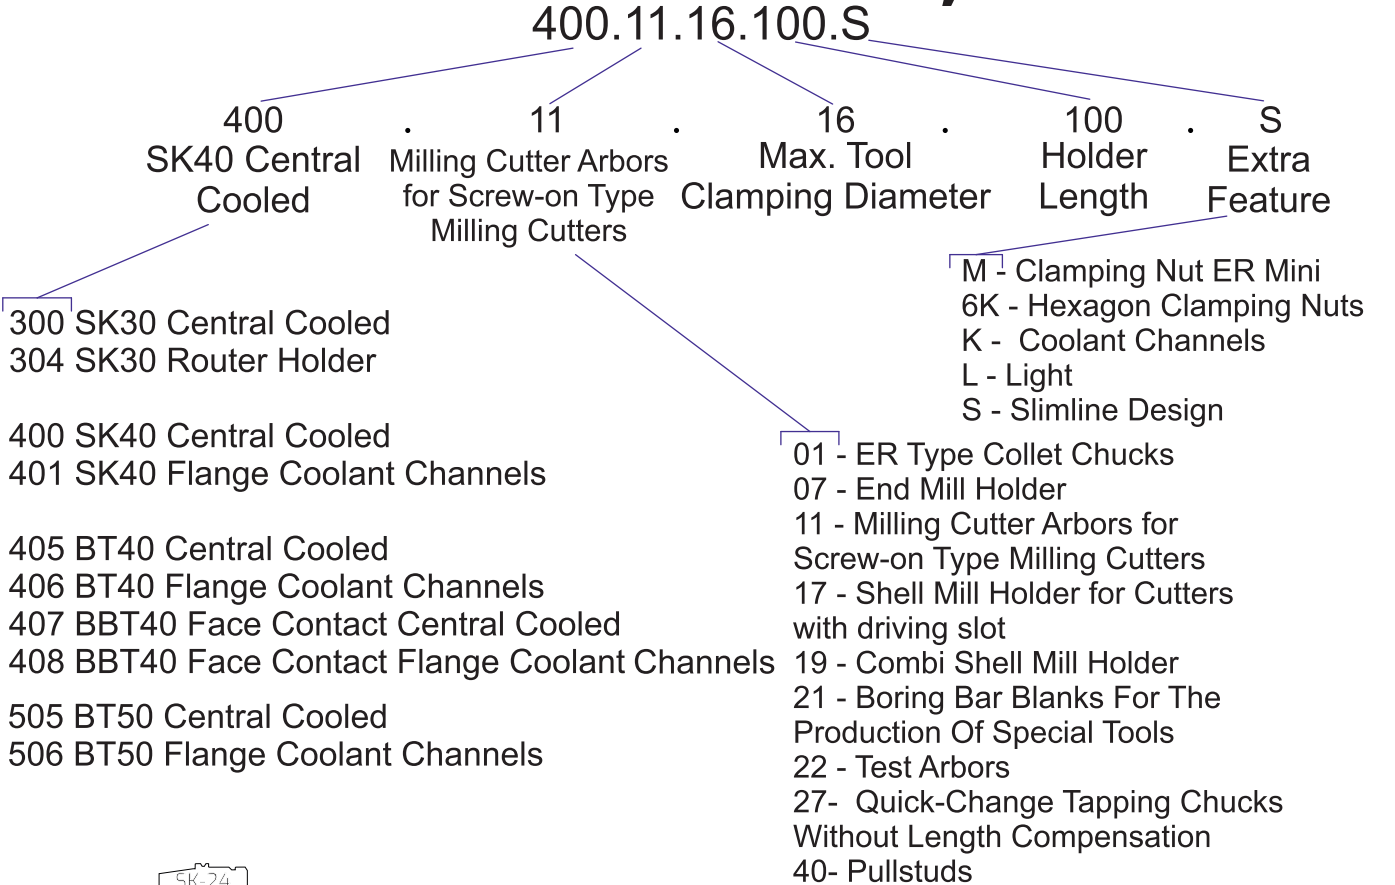 400.11.16.100.S
400 . 11 . 16 . 100 . S
SK40 Central
Cooled
Milling Cutter Arbors
for Screw-on Type
Milling Cutters
Max. Tool
Clamping Diameter
Holder
Length
Extra
Feature
M - Clamping Nut ER Mini
6K - Hexagon Clamping Nuts
K - Coolant Channels
L - Light
S - Slimline Design
300 SK30 Central Cooled
304 SK30 Router Holder
400 SK40 Central Cooled
401 SK40 Flange Coolant Channels
405 BT40 Central Cooled
406 BT40 Flange Coolant Channels
407 BBT40 Face Contact Central Cooled
408 BBT40 Face Contact Flange Coolant Channels
505 BT50 Central Cooled
506 BT50 Flange Coolant Channels
01 - ER Type Collet Chucks
07 - End Mill Holder
11 - Milling Cutter Arbors for
Screw-on Type Milling Cutters
17 - Shell Mill Holder for Cutters
with driving slot
19 - Combi Shell Mill Holder
21 - Boring Bar Blanks For The
Production Of Special Tools
22 - Test Arbors
27- Quick-Change Tapping Chucks
Without Length Compensation
40- Pullstuds
SK-24